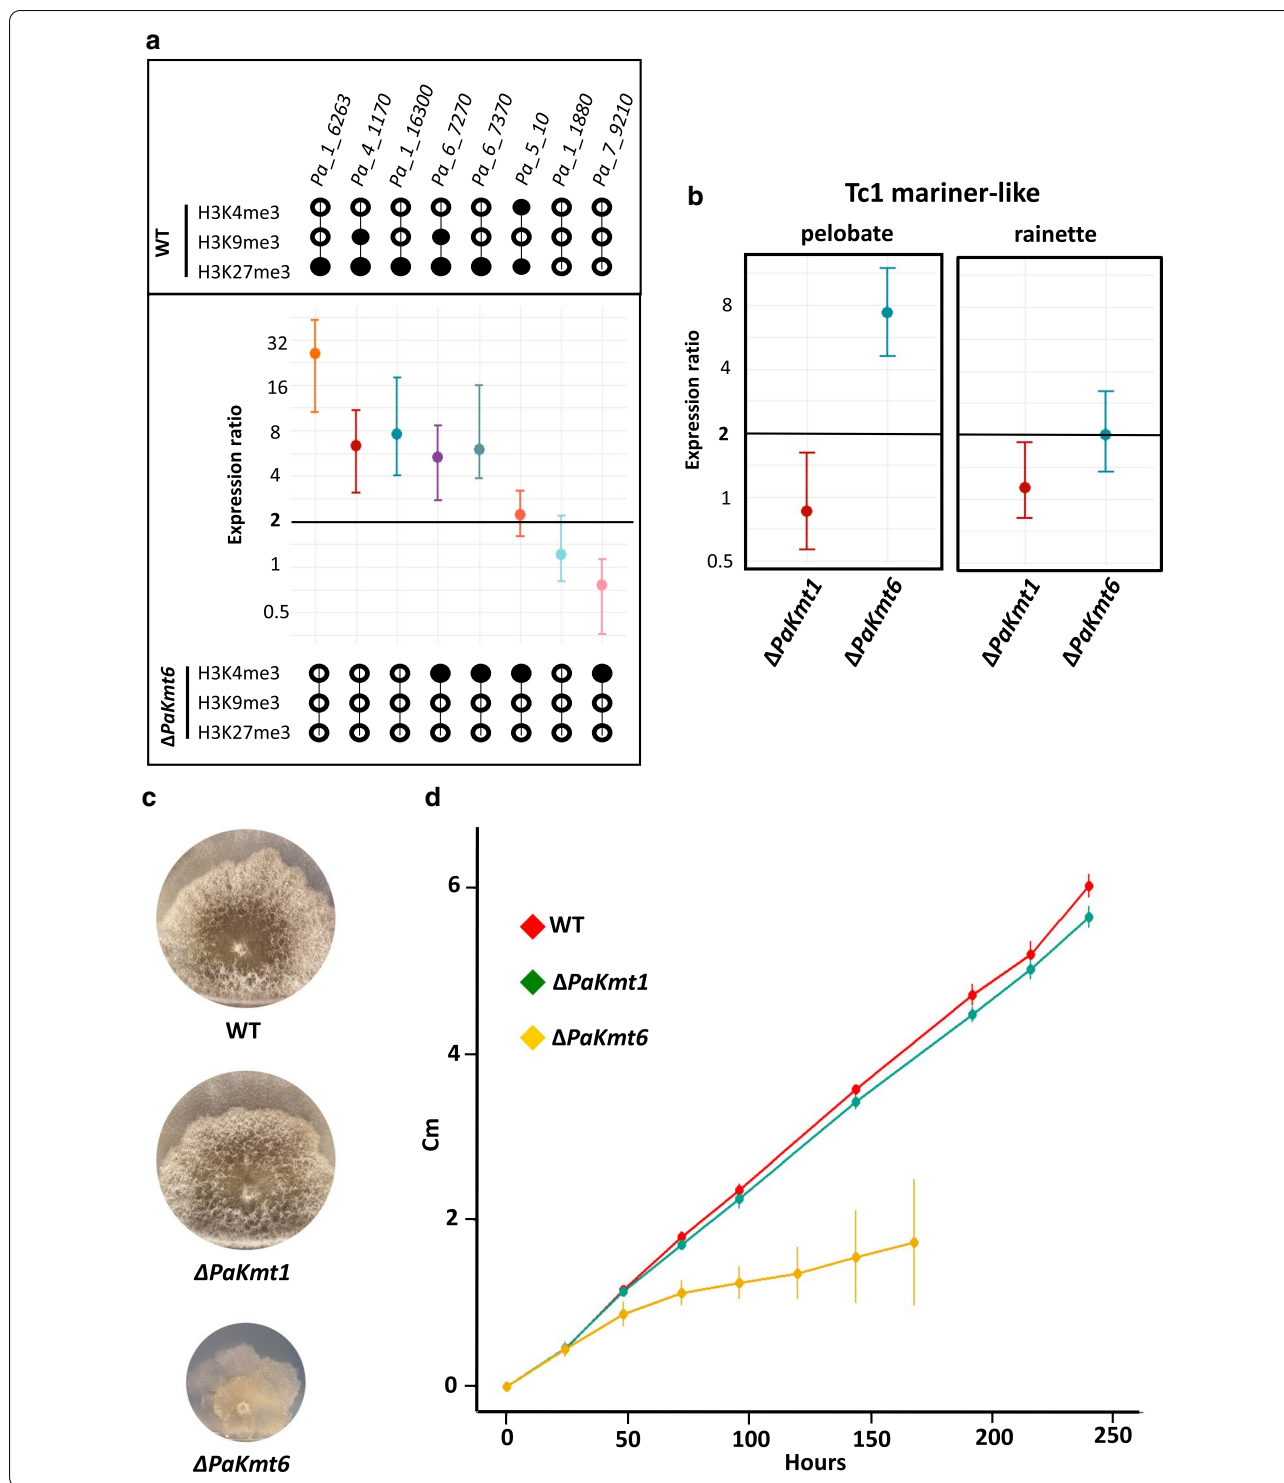 a
Pa_1_6263
Pa_4_1170
Pa_1_16300
Pa_6_7270
Pa_6_7370
Pa_5_10
Pa_1_1880
Pa_7_9210
WT
H3K4me3
H3K9me3
H3K27me3
Expression ratio
32
16
8
4
2
1
0.5
ΔPaKmt6
H3K4me3
H3K9me3
H3K27me3
b
Tc1 mariner-like
pelobate
rainette
Expression ratio
8
4
2
1
0.5
ΔPaKmt1
ΔPaKmt6
ΔPaKmt1
ΔPaKmt6
c
WT
ΔPaKmt1
ΔPaKmt6
d
Cm
6
4
2
0
WT
ΔPaKmt1
ΔPaKmt6
0
50
100
150
200
250
Hours